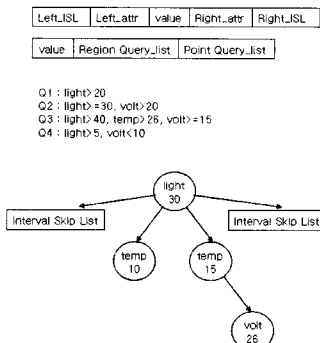 Left_ISL Left_attr value Right_attr Right_ISL
value Region Query_list Point Query_list
Q1 : light>20
Q2 : light>=30, volt>20
Q3 : light>40, temp>26, volt>=15
Q4 : light>5, volt<10
light
30
Interval Skip List
Interval Skip List
temp
10
temp
15
volt
26